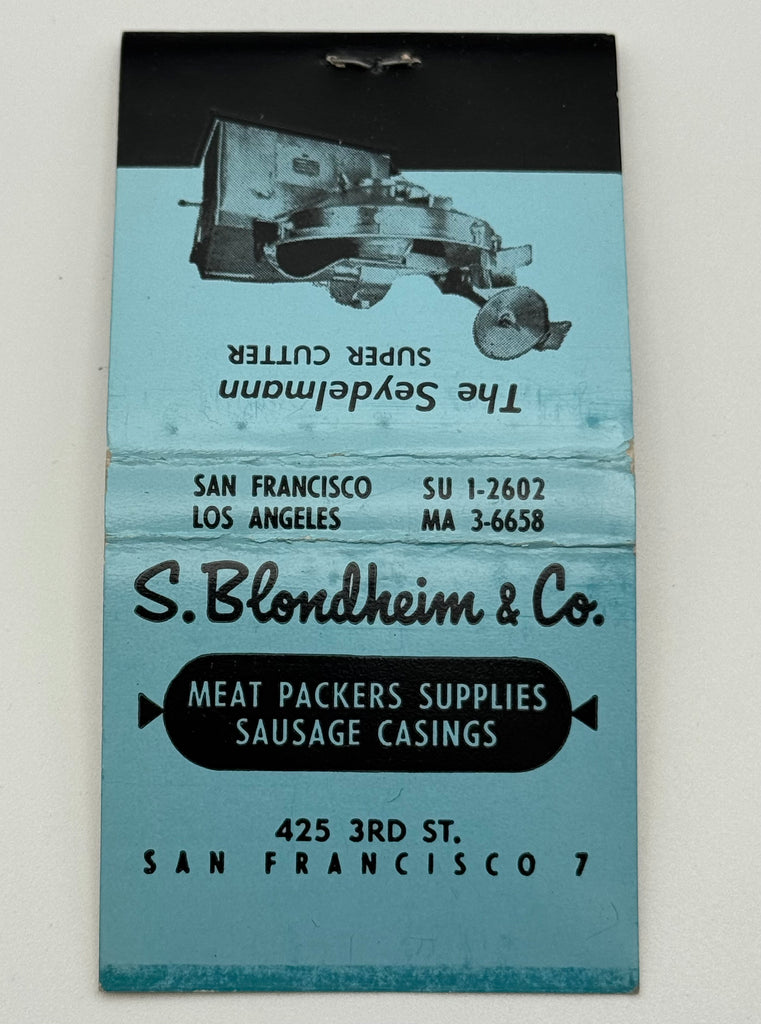 The Seydelmann
SUPER CUTTER
SAN FRANCISCO SU 1-2602
LOS ANGELES MA 3-6658
S. Blondheim & Co.
MEAT PACKERS SUPPLIES
SAUSAGE CASINGS
425 3RD ST.
SAN FRANCISCO 7